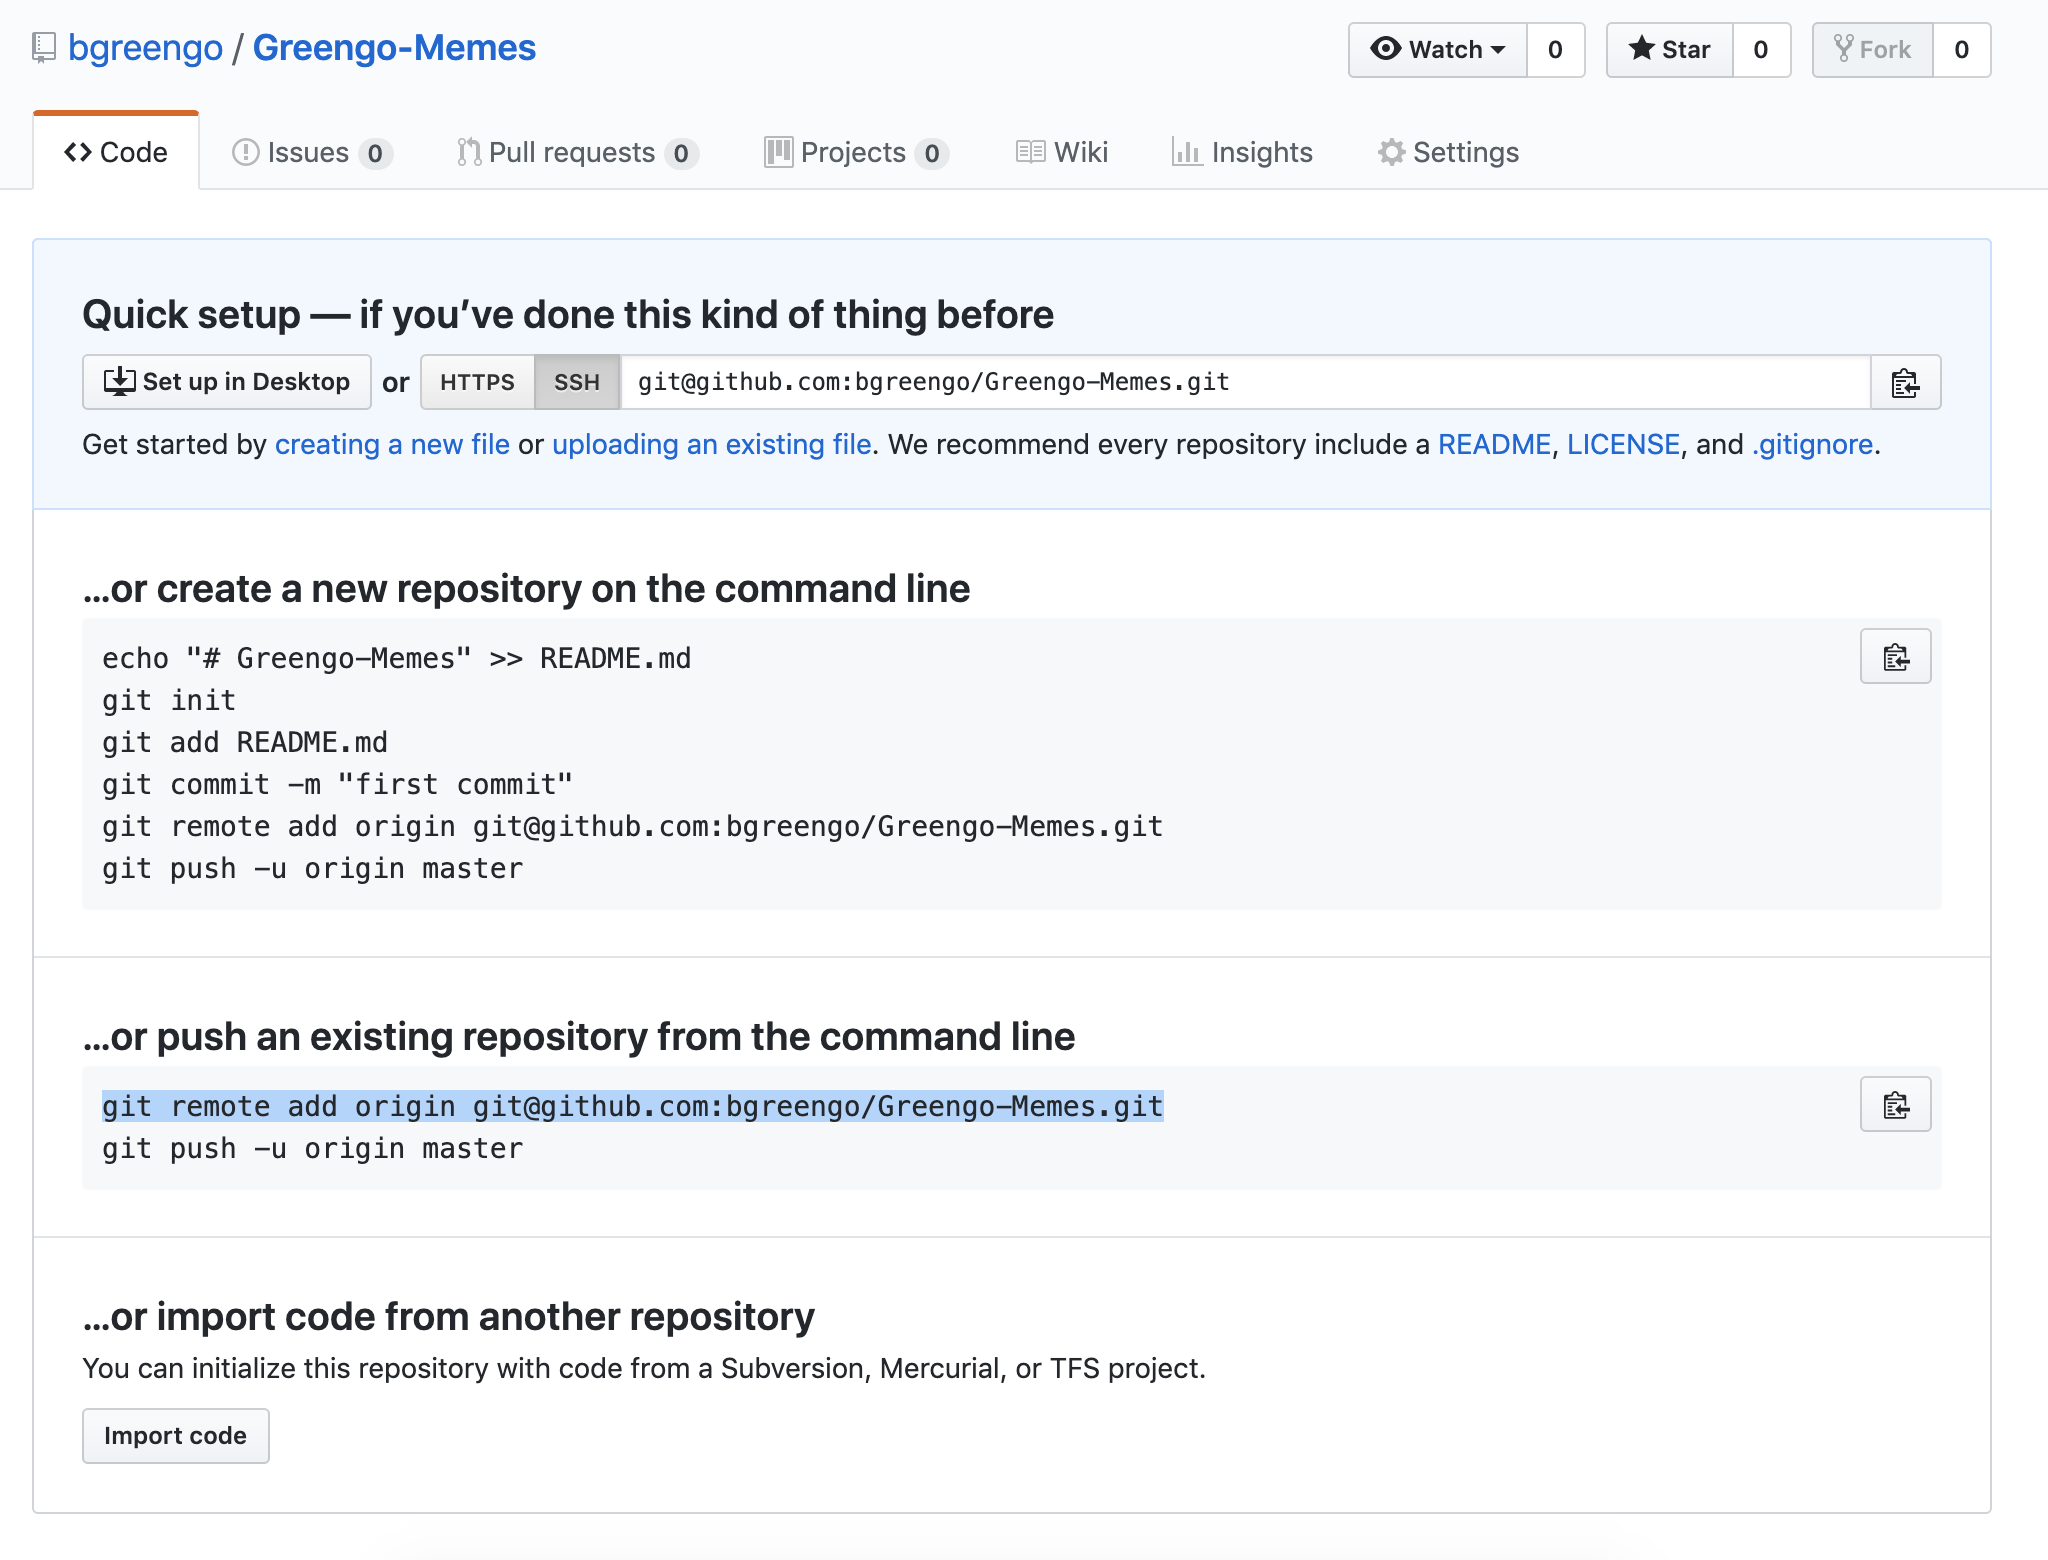 bgreengo / Greengo-Memes
Watch 0 Star 0 Fork 0
Code Issues 0 Pull requests 0 Projects 0 Wiki Insights Settings
Quick setup — if you’ve done this kind of thing before
Set up in Desktop or HTTPS SSH git@github.com:bgreengo/Greengo-Memes.git
Get started by creating a new file or uploading an existing file. We recommend every repository include a README, LICENSE, and .gitignore.
…or create a new repository on the command line
echo "# Greengo-Memes" >> README.md
git init
git add README.md
git commit -m "first commit"
git remote add origin git@github.com:bgreengo/Greengo-Memes.git
git push -u origin master
…or push an existing repository from the command line
git remote add origin git@github.com:bgreengo/Greengo-Memes.git
git push -u origin master
…or import code from another repository
You can initialize this repository with code from a Subversion, Mercurial, or TFS project.
Import code